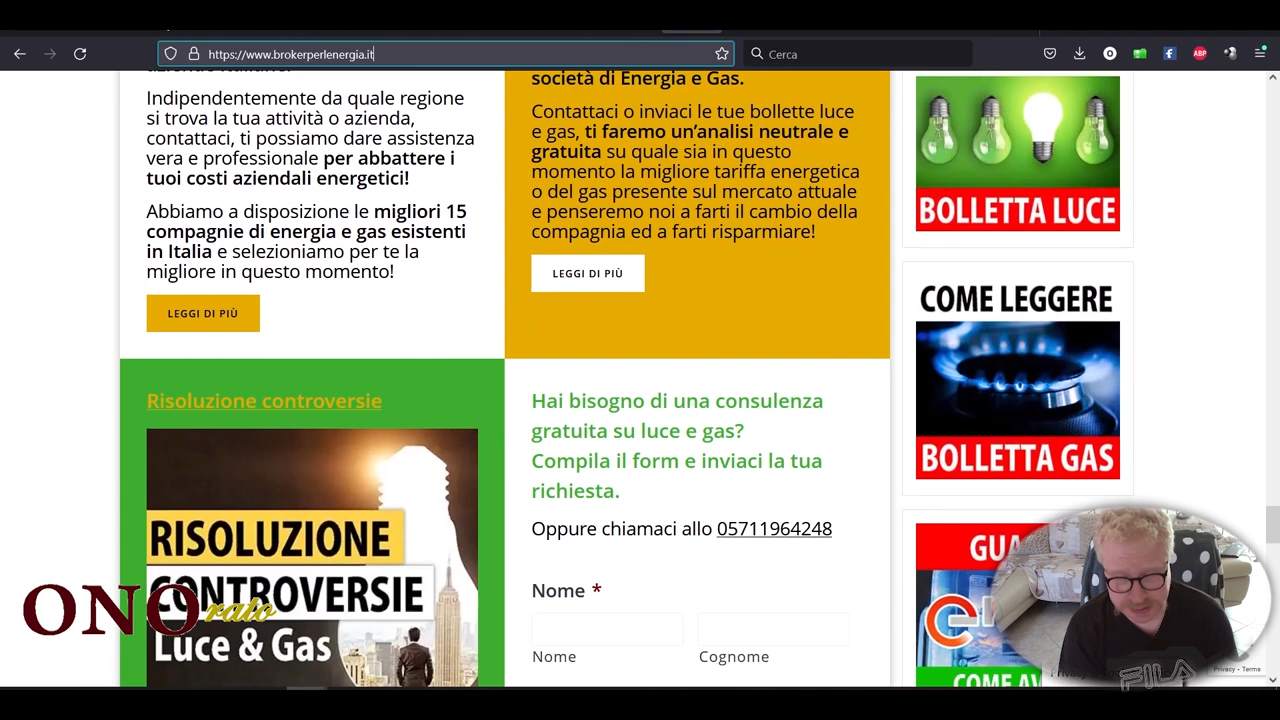 https://www.brokerperlenergia.it
Cerca
O
ABP
Indipendentemente da quale regione
si trova la tua attività o azienda,
contattaci, ti possiamo dare assistenza
vera e professionale per abbattere i
tuoi costi aziendali energetici!
Abbiamo a disposizione le migliori 15
compagnie di energia e gas esistenti
in Italia e selezioniamo per te la
migliore in questo momento!
LEGGI DI PIÙ
società di Energia e Gas.
Contattaci o inviaci le tue bollette luce
e gas, ti faremo un'analisi neutrale e
gratuita su quale sia in questo
momento la migliore tariffa energetica
o del gas presente sul mercato attuale
e penseremo noi a farti il cambio della
compagnia ed a farti risparmiare!
LEGGI DI PIÙ
BOLLETTA LUCE
COME LEGGERE
BOLLETTA GAS
Risoluzione controversie
RISOLUZIONE
CONTROVERSIE
Luce & Gas
ONOrato
Hai bisogno di una consulenza
gratuita su luce e gas?
Compila il form e inviaci la tua
richiesta.
Oppure chiamaci allo 05711964248
Nome *
Nome
Cognome
COME
FILA
Privacy - Terms